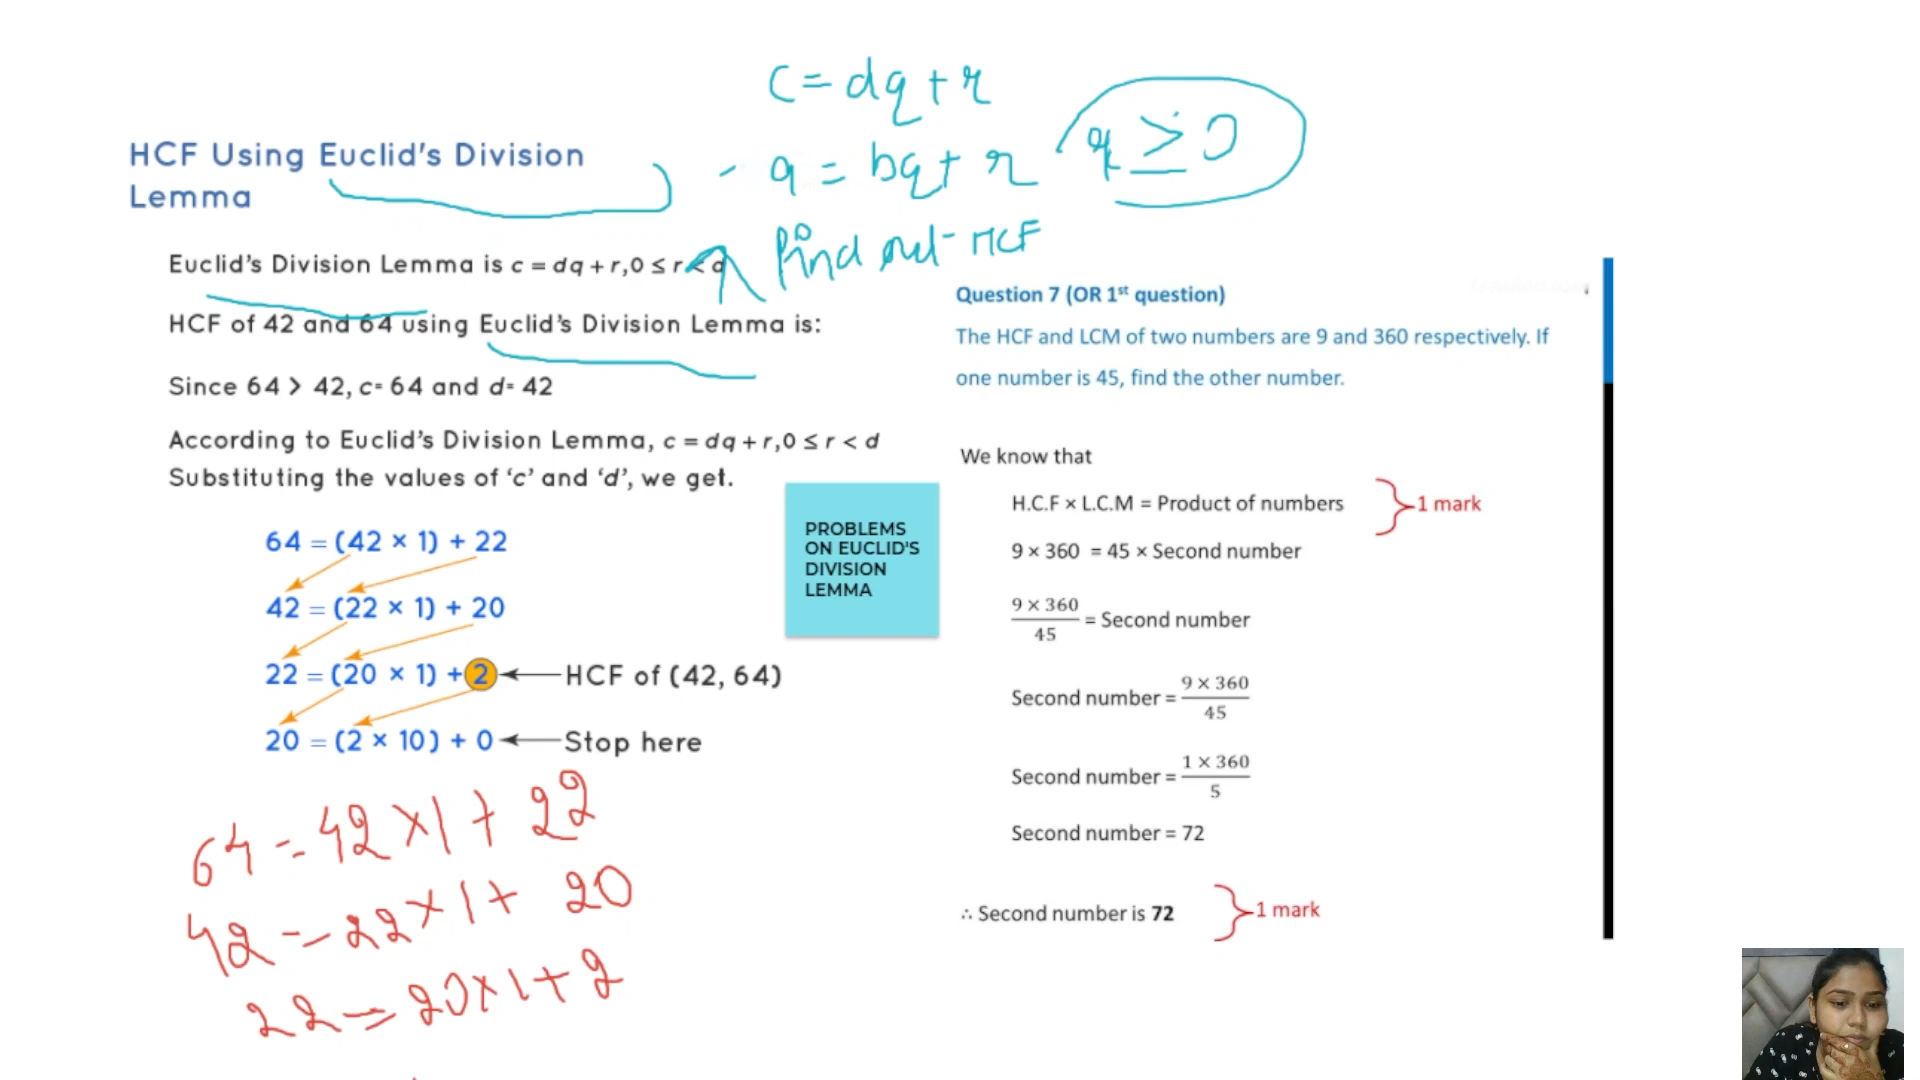 c = dq + r
a = bq + r
r ≥ 0
find out HCF
HCF Using Euclid's Division
Lemma
Euclid's Division Lemma is c = dq + r, 0 ≤ r < d
HCF of 42 and 64 using Euclid's Division Lemma is:
Since 64 > 42, c= 64 and d= 42
According to Euclid's Division Lemma, c = dq + r, 0 ≤ r < d
Substituting the values of 'c' and 'd', we get.
64 = (42 × 1) + 22
42 = (22 × 1) + 20
22 = (20 × 1) + 2 HCF of (42, 64)
20 = (2 × 10) + 0 Stop here
64 = 42 × 1 + 22
42 = 22 × 1 + 20
22 = 20 × 1 + 2
PROBLEMS
ON EUCLID'S
DIVISION
LEMMA
Question 7 (OR 1st question)
The HCF and LCM of two numbers are 9 and 360 respectively. If
one number is 45, find the other number.
We know that
H.C.F × L.C.M = Product of numbers 1 mark
9 × 360 = 45 × Second number
9 × 360 / 45 = Second number
Second number = 9 × 360 / 45
Second number = 1 × 360 / 5
Second number = 72
∴ Second number is 72 1 mark